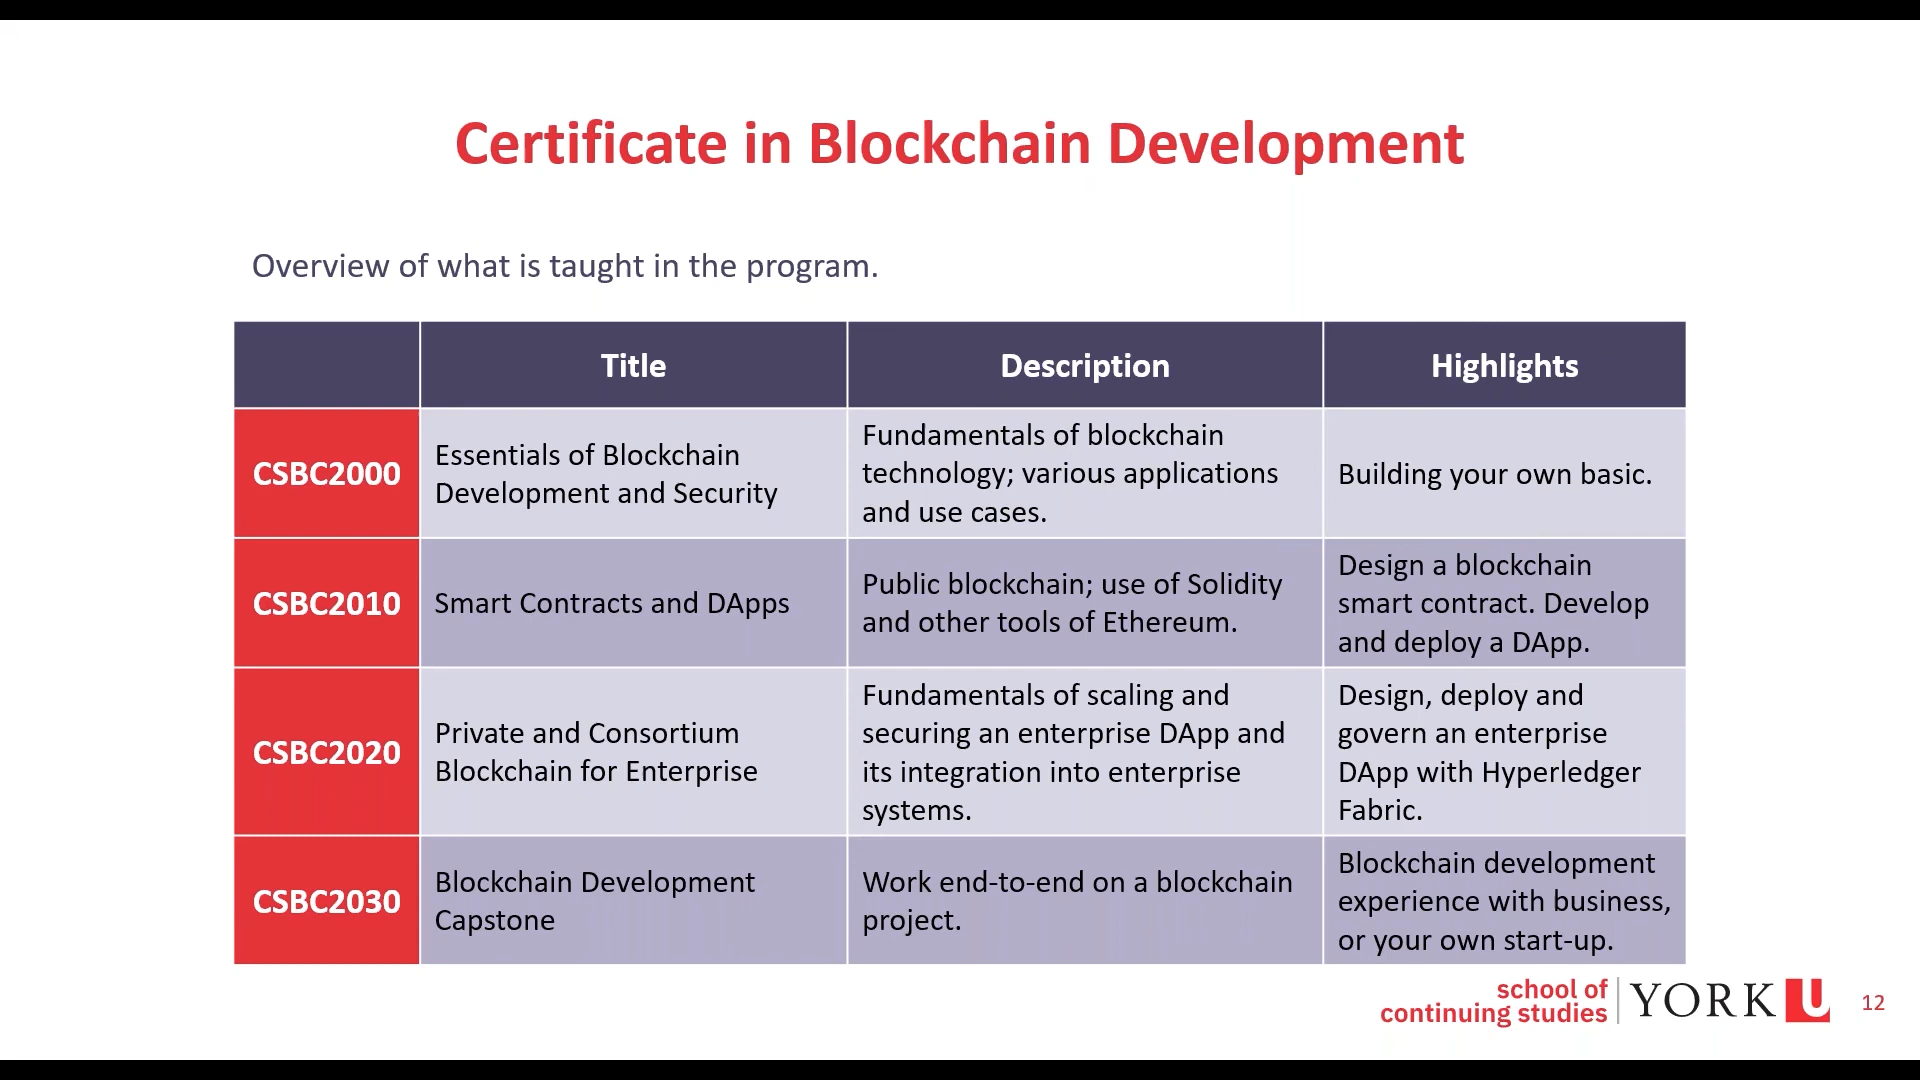 Certificate in Blockchain Development
Overview of what is taught in the program.
Title
Description
Highlights
CSBC2000
Essentials of Blockchain
Development and Security
Fundamentals of blockchain
technology; various applications
and use cases.
Building your own basic.
CSBC2010
Smart Contracts and DApps
Public blockchain; use of Solidity
and other tools of Ethereum.
Design a blockchain
smart contract. Develop
and deploy a DApp.
CSBC2020
Private and Consortium
Blockchain for Enterprise
Fundamentals of scaling and
securing an enterprise DApp and
its integration into enterprise
systems.
Design, deploy and
govern an enterprise
DApp with Hyperledger
Fabric.
CSBC2030
Blockchain Development
Capstone
Work end-to-end on a blockchain
project.
Blockchain development
experience with business,
or your own start-up.
school of
continuing studies
YORK U
12